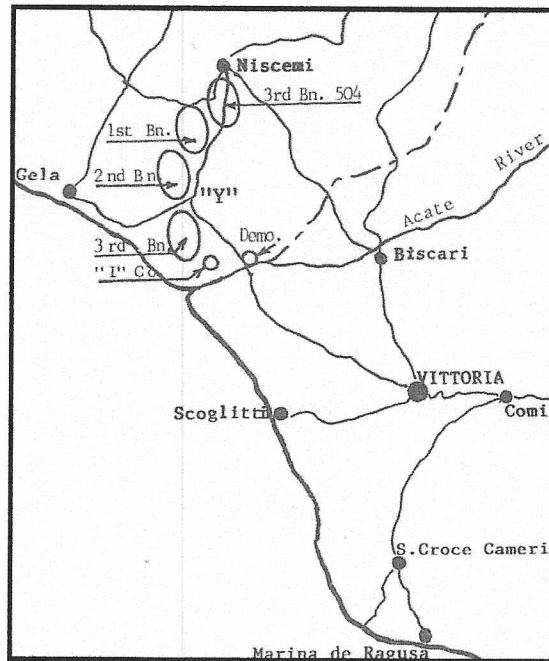 Niscemi
3rd Bn. 504
1st Bn.
River
Gela
2nd Bn.
"Y"
Acate
3rd Bn.
Demo.
Biscari
"I" Co
VITTORIA
Scoglitti
Comi
S.Croce Cameri
Marina de Ragusa